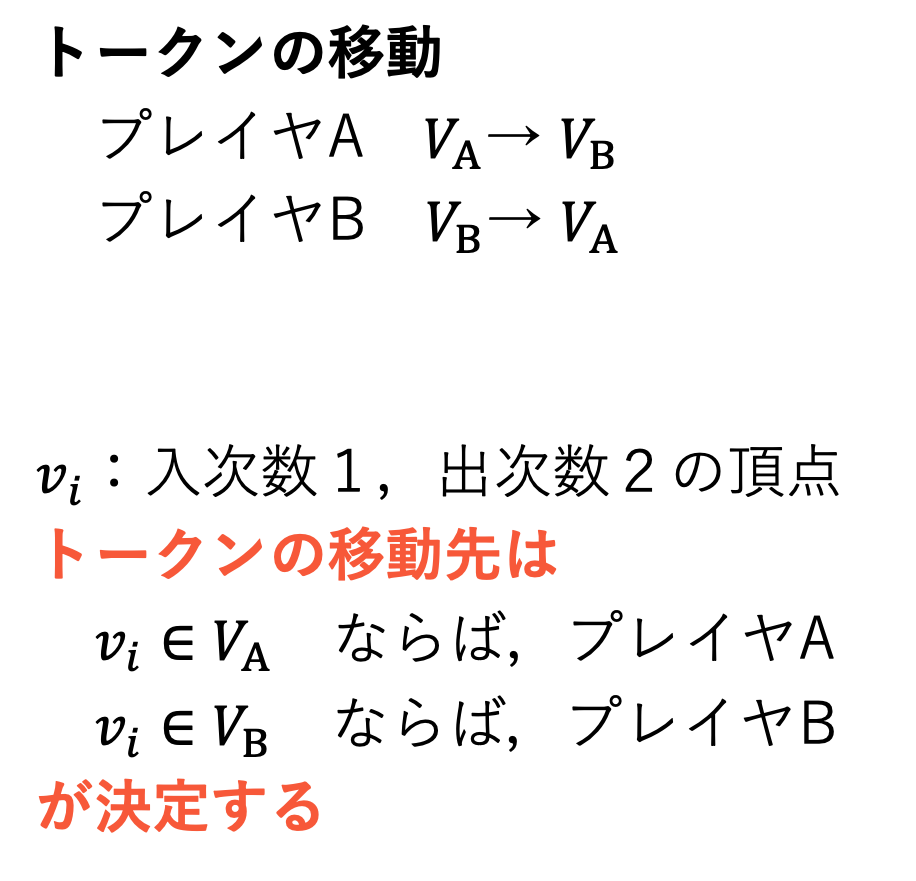 トークンの移動
プレイヤA　V_A→ V_B
プレイヤB　V_B→ V_A
v_i：入次数１，出次数２の頂点
トークンの移動先は
v_i ∈ V_A　ならば，プレイヤA
v_i ∈ V_B　ならば，プレイヤB
が決定する